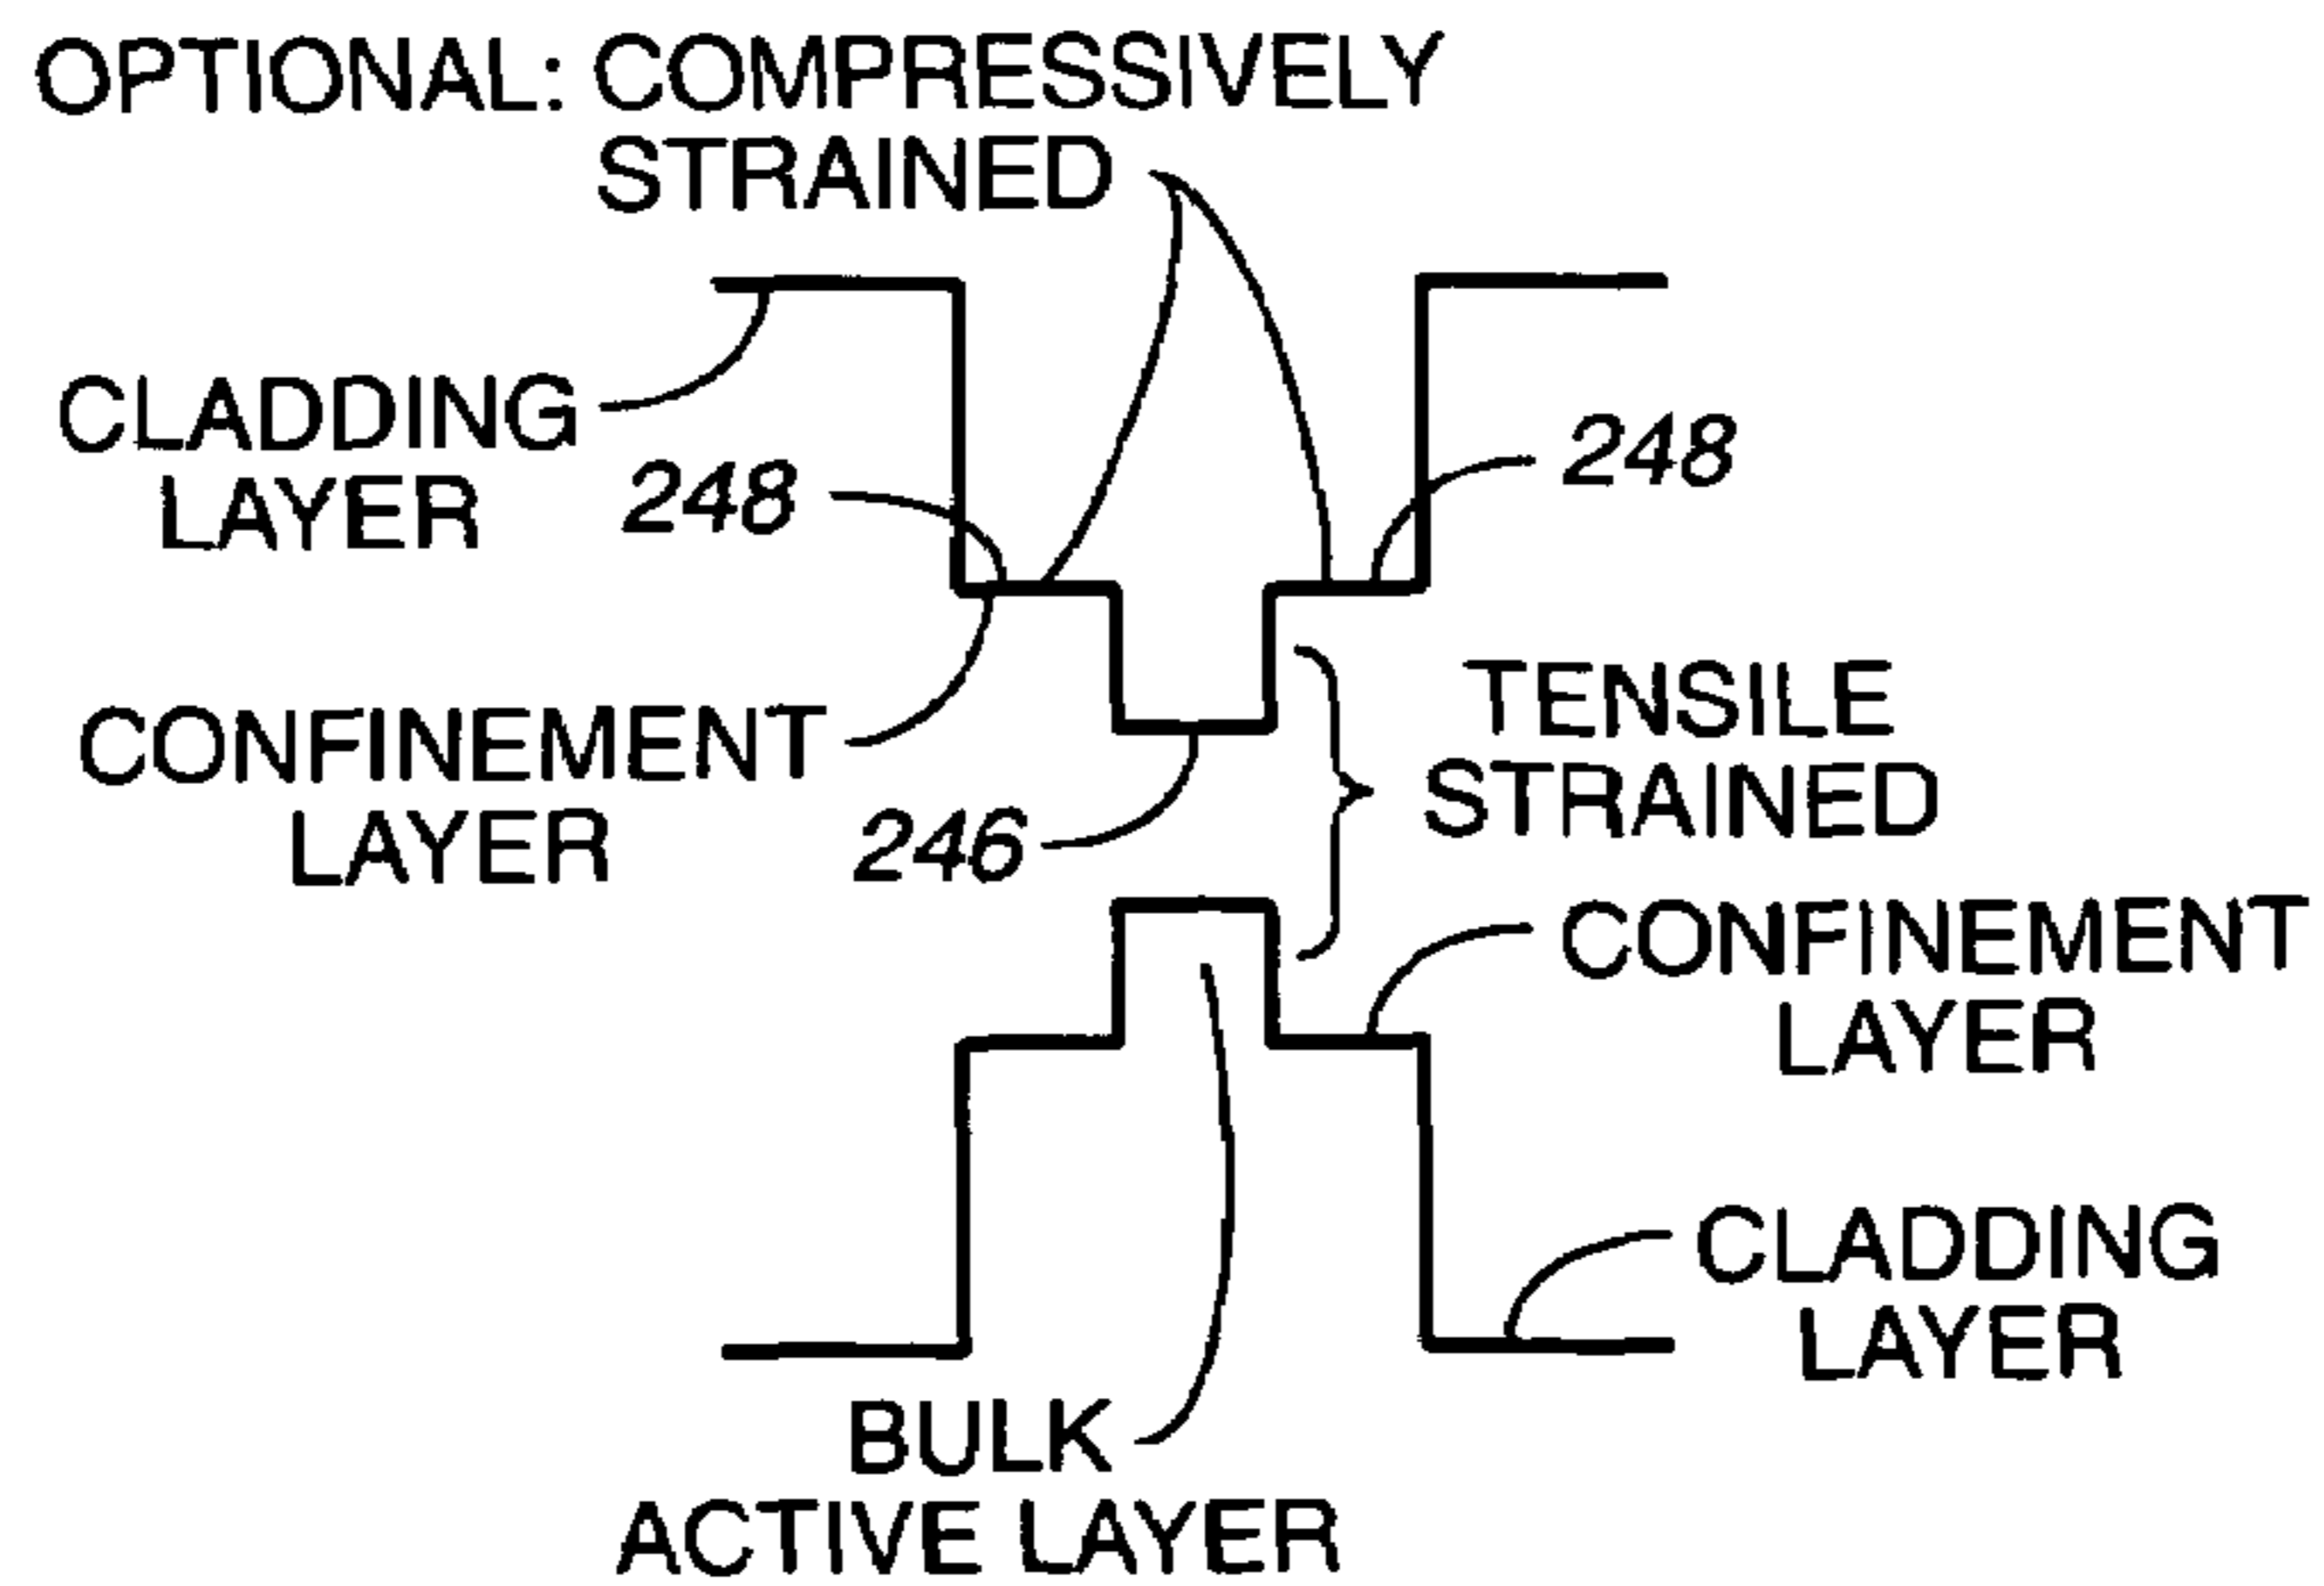 OPTIONAL: COMPRESSIVELY
STRAINED
CLADDING
LAYER
248
248
CONFINEMENT
LAYER
TENSILE
STRAINED
246
CONFINEMENT
LAYER
CLADDING
LAYER
BULK
ACTIVE LAYER